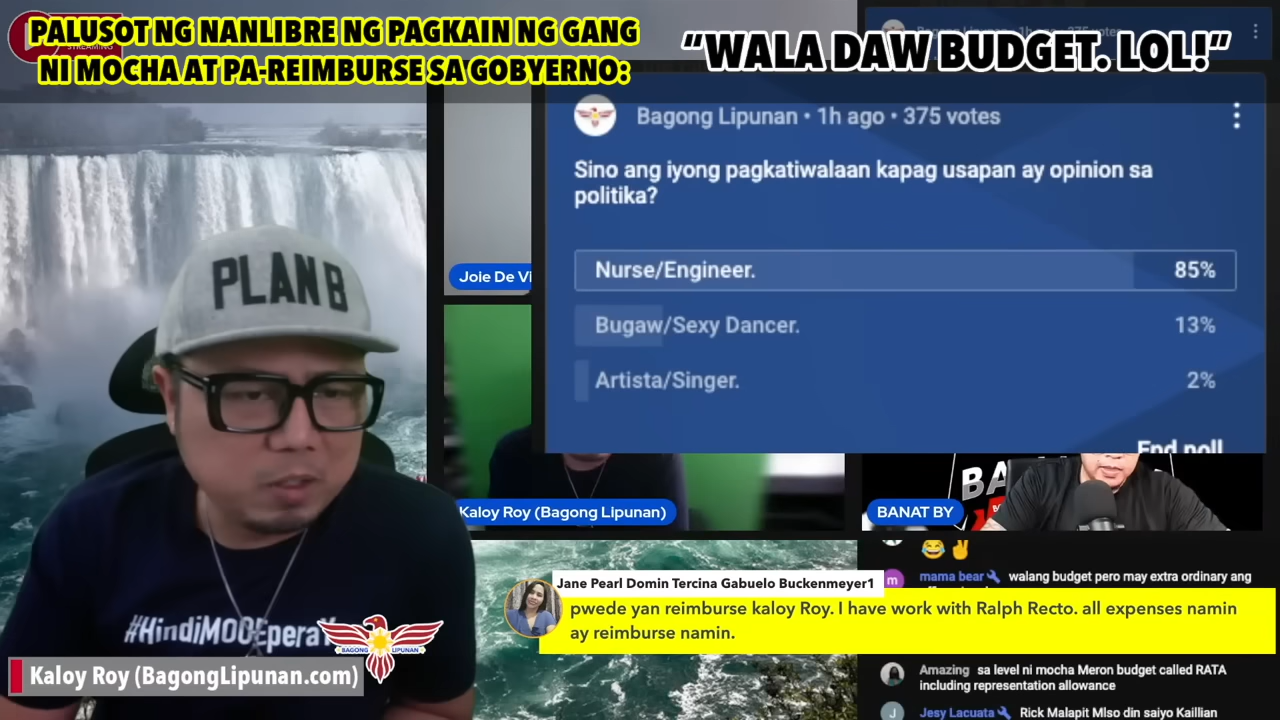 PALUSOT NG NANLIBRE NG PAGKAIN NG GANG
NI MOCHA AT PA-REIMBURSE SA GOBYERNO:
"WALA DAW BUDGET. LOL!"
Bagong Lipunan • 1h ago • 375 votes
Sino ang iyong pagkatiwalaan kapag usapan ay opinion sa
politika?
Nurse/Engineer. 85%
Bugaw/Sexy Dancer. 13%
Artista/Singer. 2%
End poll
PLAN B
Joie De Vi
Kaloy Roy (Bagong Lipunan)
BANAT BY
mama bear walang budget pero may extra ordinary ang
Jane Pearl Domin Tercina Gabuelo Buckenmeyer1
pwede yan reimburse kaloy Roy. I have work with Ralph Recto. all expenses namin
ay reimburse namin.
#HindiMOOEperaY
BAGONG LIPUNAN
Kaloy Roy (BagongLipunan.com)
Amazing sa level ni mocha Meron budget called RATA
including representation allowance
Jesy Lacuata Rick Malapit Mlso din saiyo Kaillian